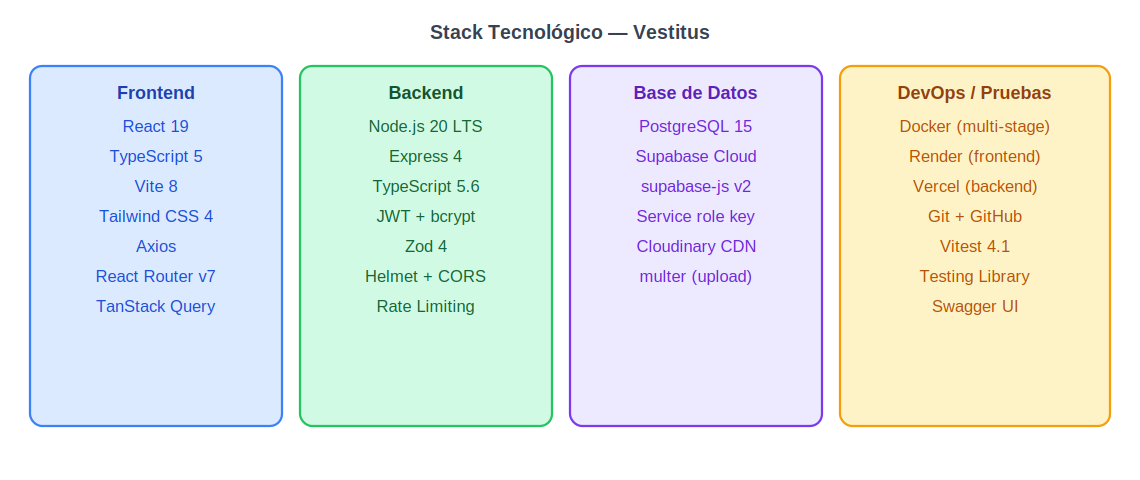 Stack Tecnológico — Vestitus
Frontend
React 19
TypeScript 5
Vite 8
Tailwind CSS 4
Axios
React Router v7
TanStack Query
Backend
Node.js 20 LTS
Express 4
TypeScript 5.6
JWT + bcrypt
Zod 4
Helmet + CORS
Rate Limiting
Base de Datos
PostgreSQL 15
Supabase Cloud
supabase-js v2
Service role key
Cloudinary CDN
multer (upload)
DevOps / Pruebas
Docker (multi-stage)
Render (frontend)
Vercel (backend)
Git + GitHub
Vitest 4.1
Testing Library
Swagger UI